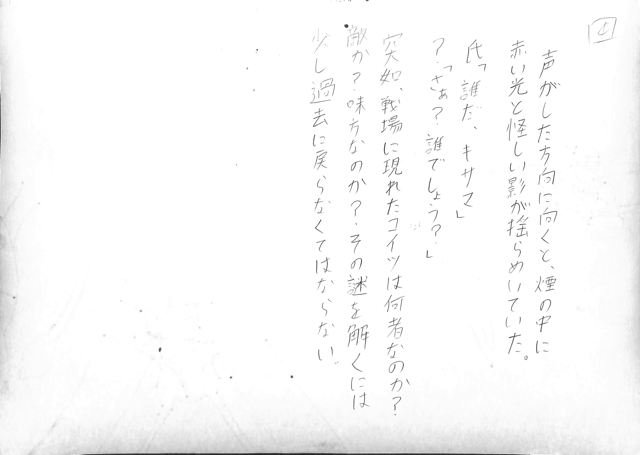 声がした方向に向くと、煙の中に
赤い光と怪しい影が揺らめいていた。
氏「誰だ、キサマ」
？「さぁ？誰でしょう？」
突如、戦場に現れたコイツは何者なのか？
敵か？味方なのか？その謎を解くには
少し過去に戻らなくてはならない。